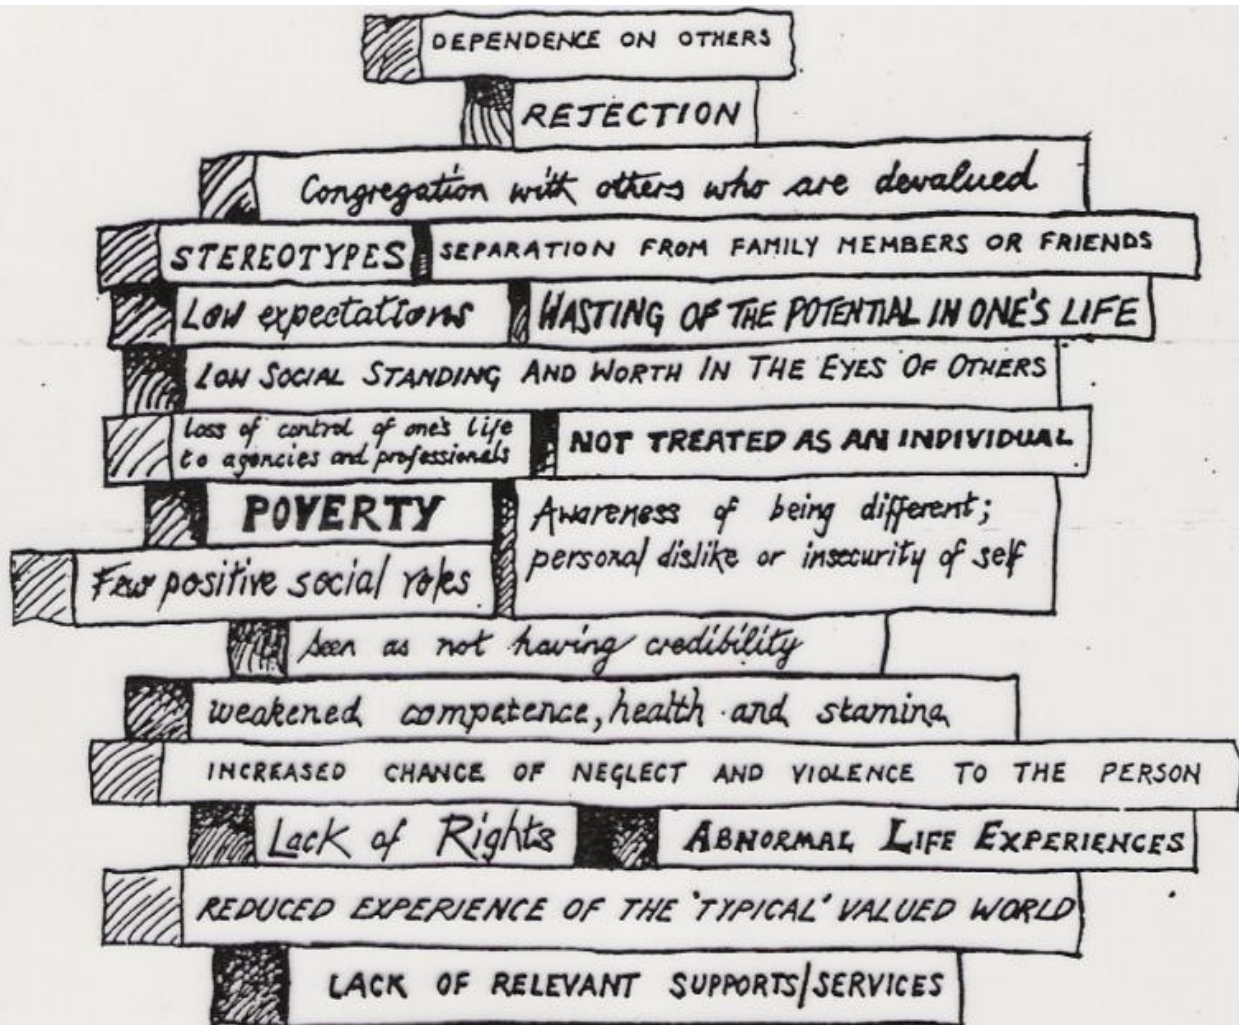 DEPENDENCE ON OTHERS
REJECTION
Congregation with others who are devalued
STEREOTYPES
SEPARATION FROM FAMILY MEMBERS OR FRIENDS
Low expectations
WASTING OF THE POTENTIAL IN ONE'S LIFE
LOW SOCIAL STANDING AND WORTH IN THE EYES OF OTHERS
Loss of control of one's life
to agencies and professionals
NOT TREATED AS AN INDIVIDUAL
POVERTY
Awareness of being different;
personal dislike or insecurity of self
Few positive social roles
seen as not having credibility
weakened competence, health and stamina
INCREASED CHANCE OF NEGLECT AND VIOLENCE TO THE PERSON
Lack of Rights
ABNORMAL LIFE EXPERIENCES
REDUCED EXPERIENCE OF THE 'TYPICAL' VALUED WORLD
LACK OF RELEVANT SUPPORTS/SERVICES